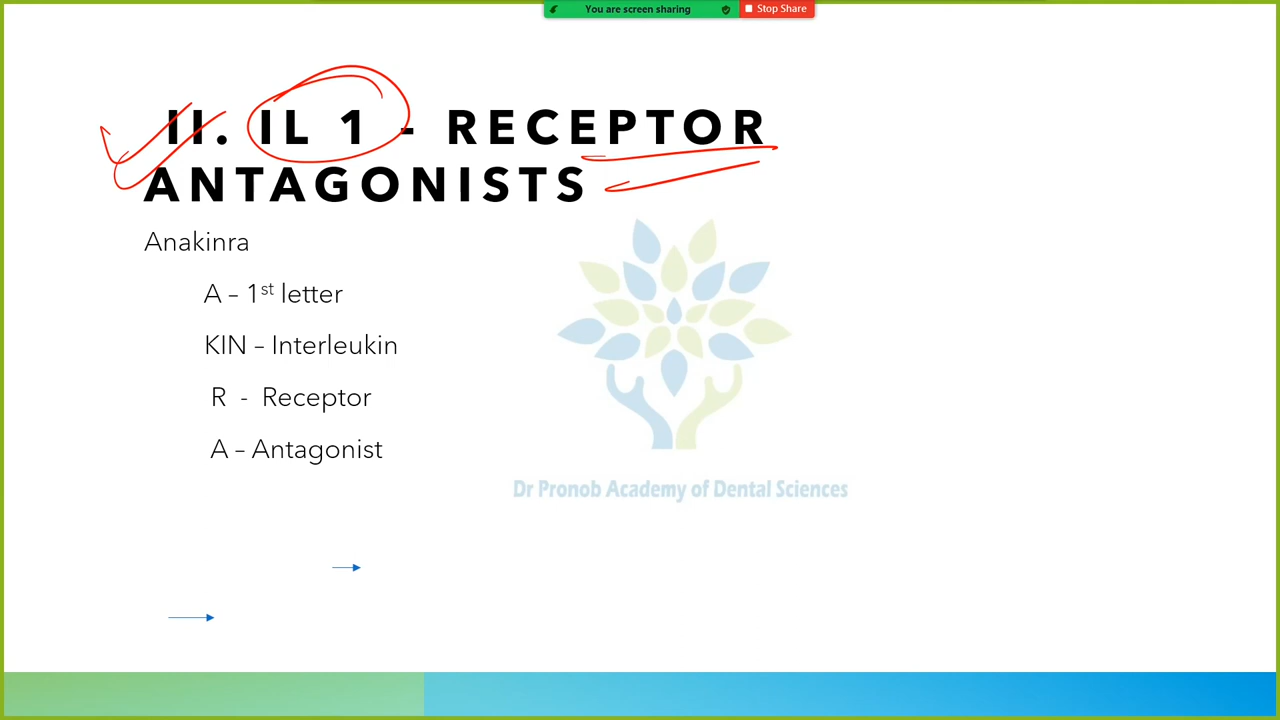 You are screen sharing
Stop Share
II. IL 1 - RECEPTOR
ANTAGONISTS
Anakinra
A – 1st letter
KIN – Interleukin
R - Receptor
A – Antagonist
Dr Pronob Academy of Dental Sciences